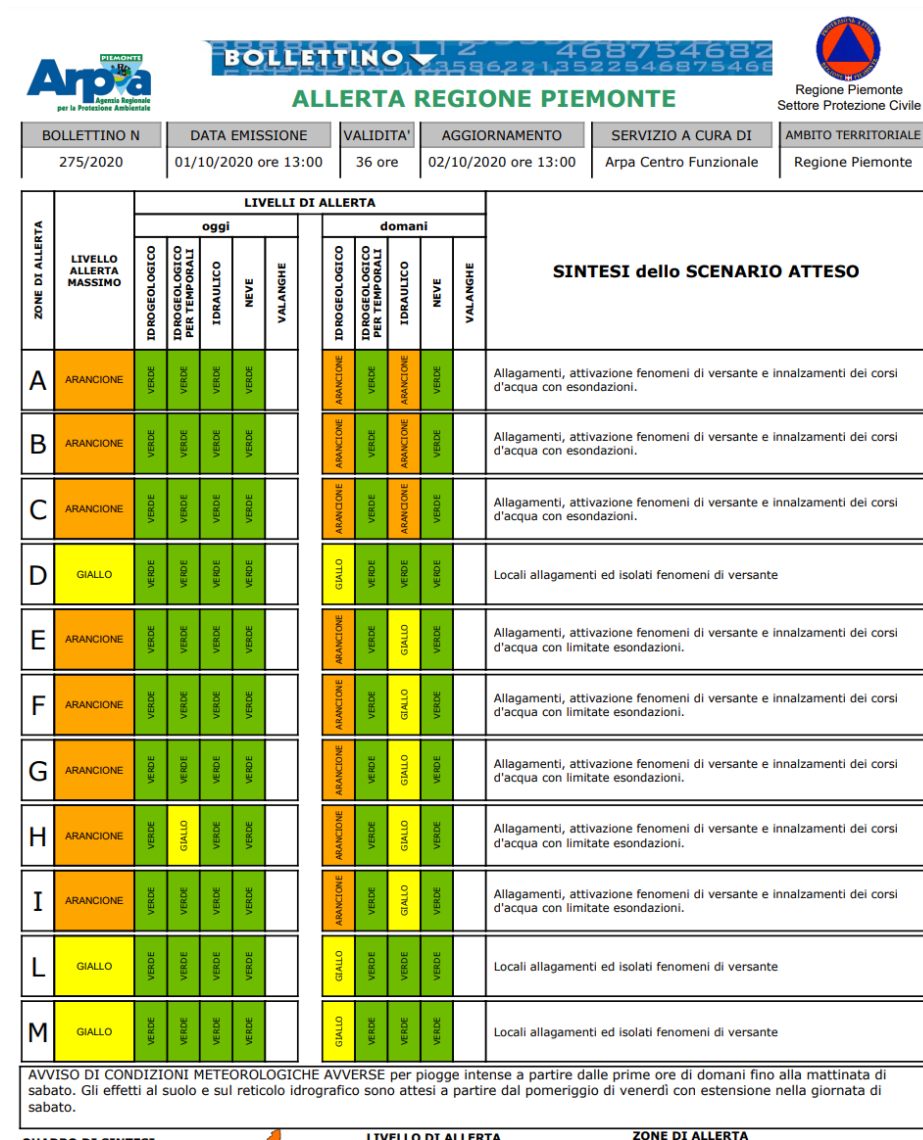 PIEMONTE
Arpa
Agenzia Regionale
per la Protezione Ambientale
BOLLETTINO
ALLERTA REGIONE PIEMONTE
Regione Piemonte
Settore Protezione Civile
BOLLETTINO N DATA EMISSIONE VALIDITA' AGGIORNAMENTO SERVIZIO A CURA DI AMBITO TERRITORIALE
275/2020 01/10/2020 ore 13:00 36 ore 02/10/2020 ore 13:00 Arpa Centro Funzionale Regione Piemonte
ZONE DI ALLERTA
LIVELLO
ALLERTA
MASSIMO
LIVELLI DI ALLERTA
oggi
IDROGEOLOGICO
IDROGEOLOGICO
PER TEMPORALI
IDRAULICO
NEVE
VALANGHE
domani
IDROGEOLOGICO
IDROGEOLOGICO
PER TEMPORALI
IDRAULICO
NEVE
VALANGHE
SINTESI dello SCENARIO ATTESO
A ARANCIONE VERDE VERDE VERDE VERDE ARANCIONE VERDE ARANCIONE VERDE Allagamenti, attivazione fenomeni di versante e innalzamenti dei corsi
d'acqua con esondazioni.
B ARANCIONE VERDE VERDE VERDE VERDE ARANCIONE VERDE ARANCIONE VERDE Allagamenti, attivazione fenomeni di versante e innalzamenti dei corsi
d'acqua con esondazioni.
C ARANCIONE VERDE VERDE VERDE VERDE ARANCIONE VERDE ARANCIONE VERDE Allagamenti, attivazione fenomeni di versante e innalzamenti dei corsi
d'acqua con esondazioni.
D GIALLO VERDE VERDE VERDE VERDE GIALLO VERDE VERDE VERDE Locali allagamenti ed isolati fenomeni di versante
E ARANCIONE VERDE VERDE VERDE VERDE ARANCIONE VERDE GIALLO VERDE Allagamenti, attivazione fenomeni di versante e innalzamenti dei corsi
d'acqua con limitate esondazioni.
F ARANCIONE VERDE VERDE VERDE VERDE ARANCIONE VERDE GIALLO VERDE Allagamenti, attivazione fenomeni di versante e innalzamenti dei corsi
d'acqua con limitate esondazioni.
G ARANCIONE VERDE VERDE VERDE VERDE ARANCIONE VERDE GIALLO VERDE Allagamenti, attivazione fenomeni di versante e innalzamenti dei corsi
d'acqua con limitate esondazioni.
H ARANCIONE VERDE GIALLO VERDE VERDE ARANCIONE VERDE GIALLO VERDE Allagamenti, attivazione fenomeni di versante e innalzamenti dei corsi
d'acqua con limitate esondazioni.
I ARANCIONE VERDE VERDE VERDE VERDE ARANCIONE VERDE GIALLO VERDE Allagamenti, attivazione fenomeni di versante e innalzamenti dei corsi
d'acqua con limitate esondazioni.
L GIALLO VERDE VERDE VERDE VERDE GIALLO VERDE VERDE VERDE Locali allagamenti ed isolati fenomeni di versante
M GIALLO VERDE VERDE VERDE VERDE GIALLO VERDE VERDE VERDE Locali allagamenti ed isolati fenomeni di versante
AVVISO DI CONDIZIONI METEOROLOGICHE AVVERSE per piogge intense a partire dalle prime ore di domani fino alla mattinata di
sabato. Gli effetti al suolo e sul reticolo idrografico sono attesi a partire dal pomeriggio di venerdì con estensione nella giornata di
sabato.
QUADRO DI SINTESI LIVELLO DI ALLERTA ZONE DI ALLERTA